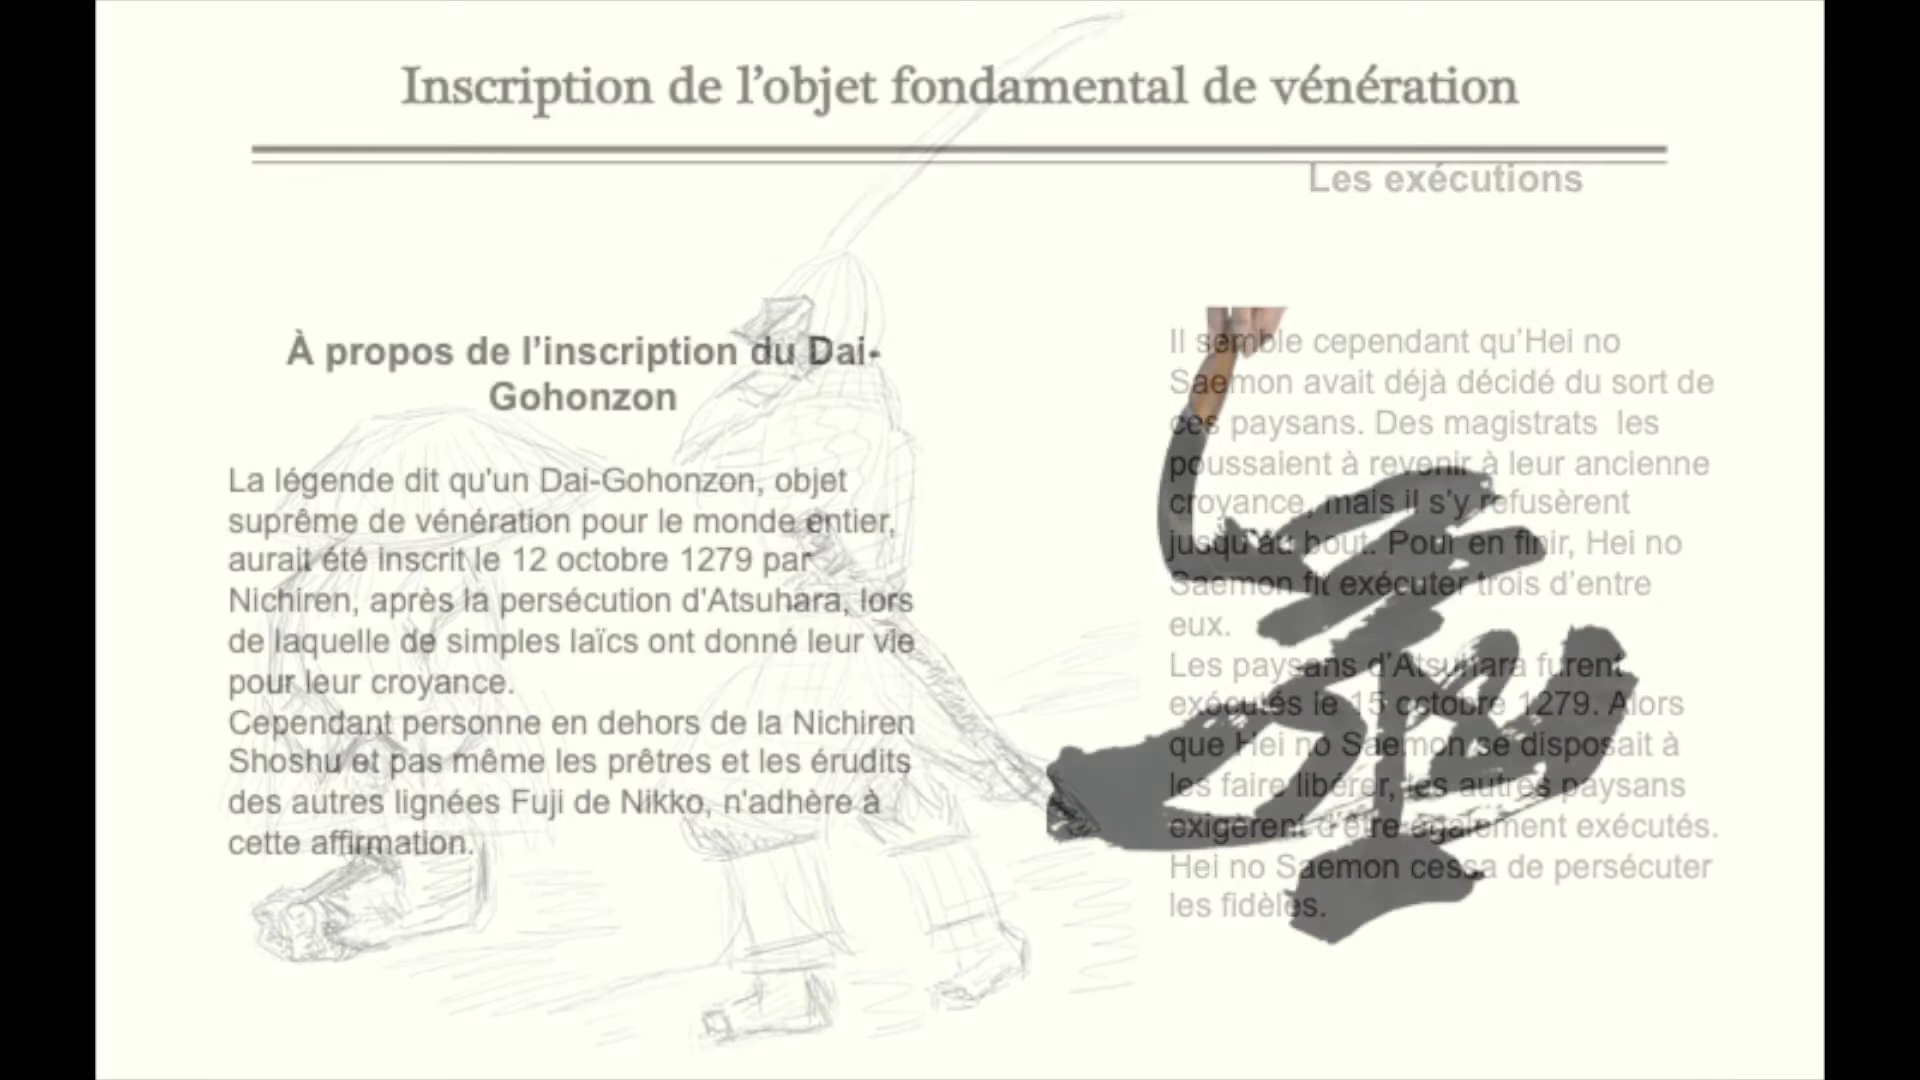 Inscription de l’objet fondamental de vénération
Les exécutions
À propos de l’inscription du Dai-
Gohonzon
La légende dit qu'un Dai-Gohonzon, objet
suprême de vénération pour le monde entier,
aurait été inscrit le 12 octobre 1279 par
Nichiren, après la persécution d'Atsuhara, lors
de laquelle de simples laïcs ont donné leur vie
pour leur croyance.
Cependant personne en dehors de la Nichiren
Shoshu et pas même les prêtres et les érudits
des autres lignées Fuji de Nikko, n'adhère à
cette affirmation.
Il semble cependant qu’Hei no
Saemon avait déjà décidé du sort de
ces paysans. Des magistrats  les
poussaient à revenir à leur ancienne
croyance, mais il s’y refusèrent
jusqu’au bout. Pour en finir, Hei no
Saemon fit exécuter trois d’entre
eux.
Les paysans d’Atsuhara furent
exécutés le 15 octobre 1279. Alors
que Hei no Saemon se disposait à
les faire libérer, les autres paysans
exigèrent d’être également exécutés.
Hei no Saemon cessa de persécuter
les fidèles.